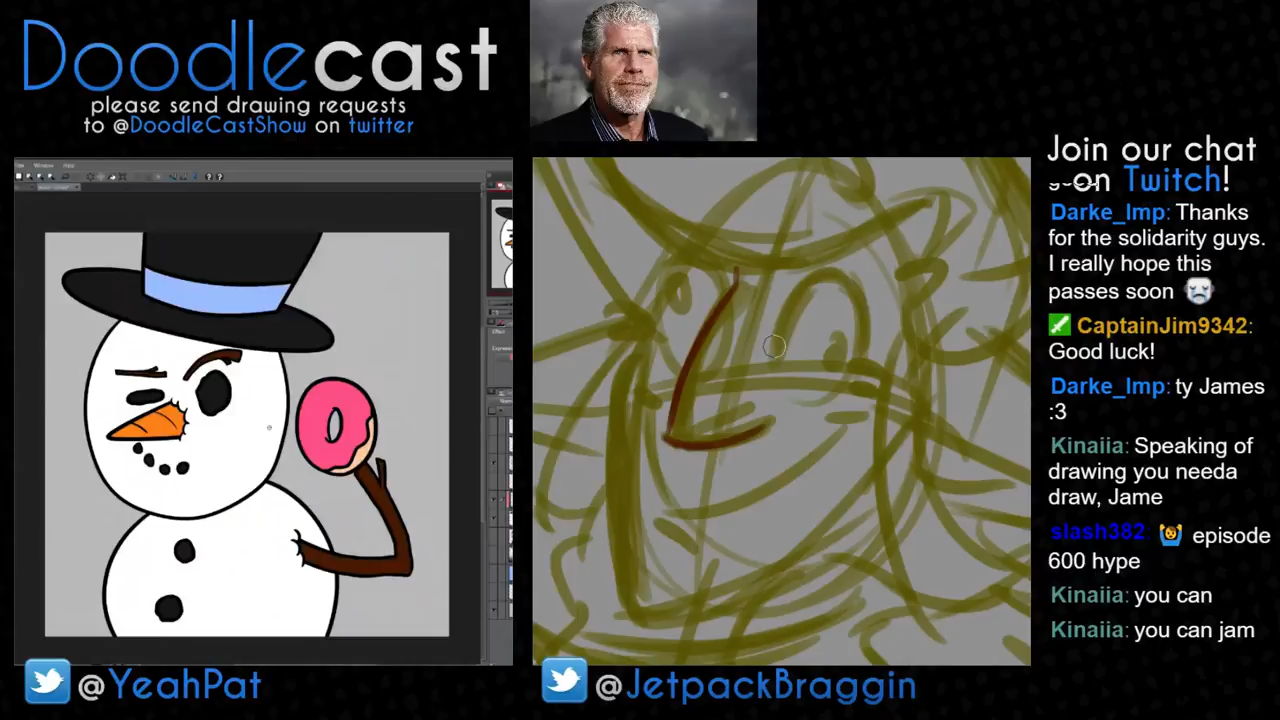 Doodlecast
please send drawing requests
to @DoodleCastShow on twitter
Window
Join our chat
on Twitch!
Darke_Imp: Thanks
for the solidarity guys.
I really hope this
passes soon
CaptainJim9342:
Good luck!
Darke_Imp: ty James
:3
Kinaiia: Speaking of
drawing you needa
draw, Jame
slash382: episode
600 hype
Kinaiia: you can
Kinaiia: you can jam
@YeahPat
@JetpackBraggin